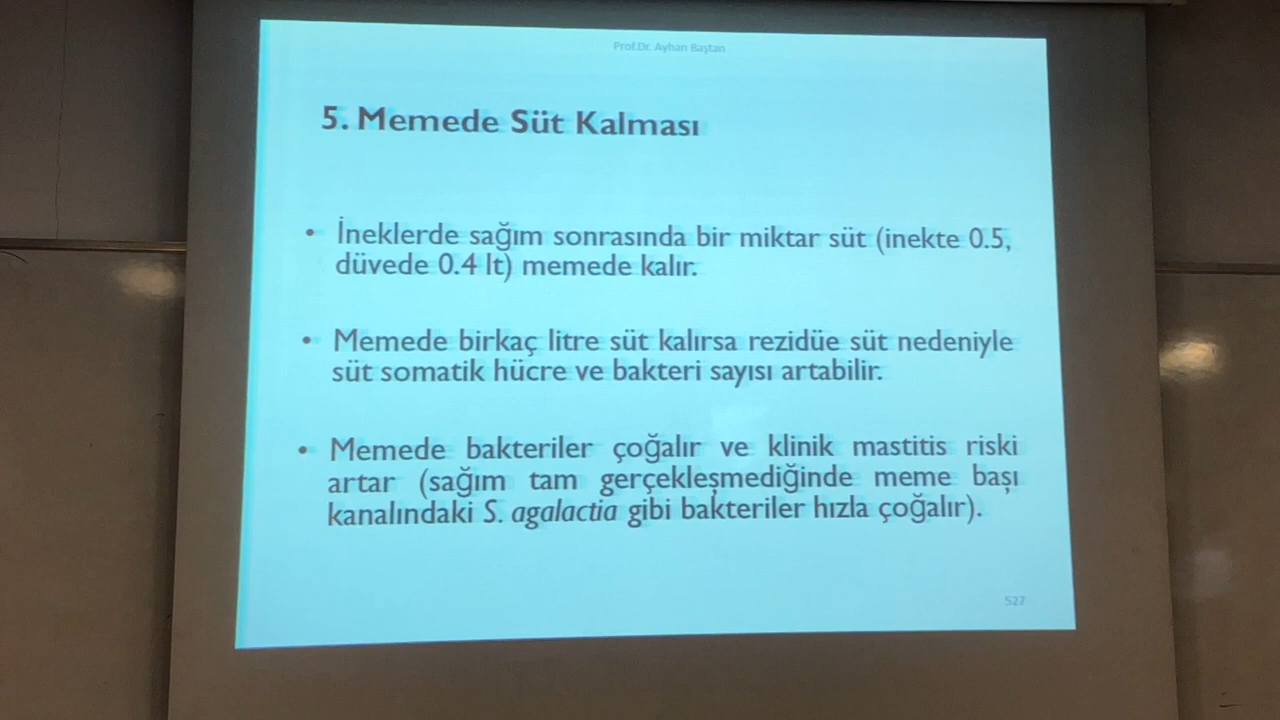 Prof.Dr. Ayhan Baştan
5. Memede Süt Kalması
• İneklerde sağım sonrasında bir miktar süt (inekte 0.5,
düvede 0.4 lt) memede kalır.
• Memede birkaç litre süt kalırsa rezidüe süt nedeniyle
süt somatik hücre ve bakteri sayısı artabilir.
• Memede bakteriler çoğalır ve klinik mastitis riski
artar (sağım tam gerçekleşmediğinde meme başı
kanalındaki S. agalactia gibi bakteriler hızla çoğalır).
527